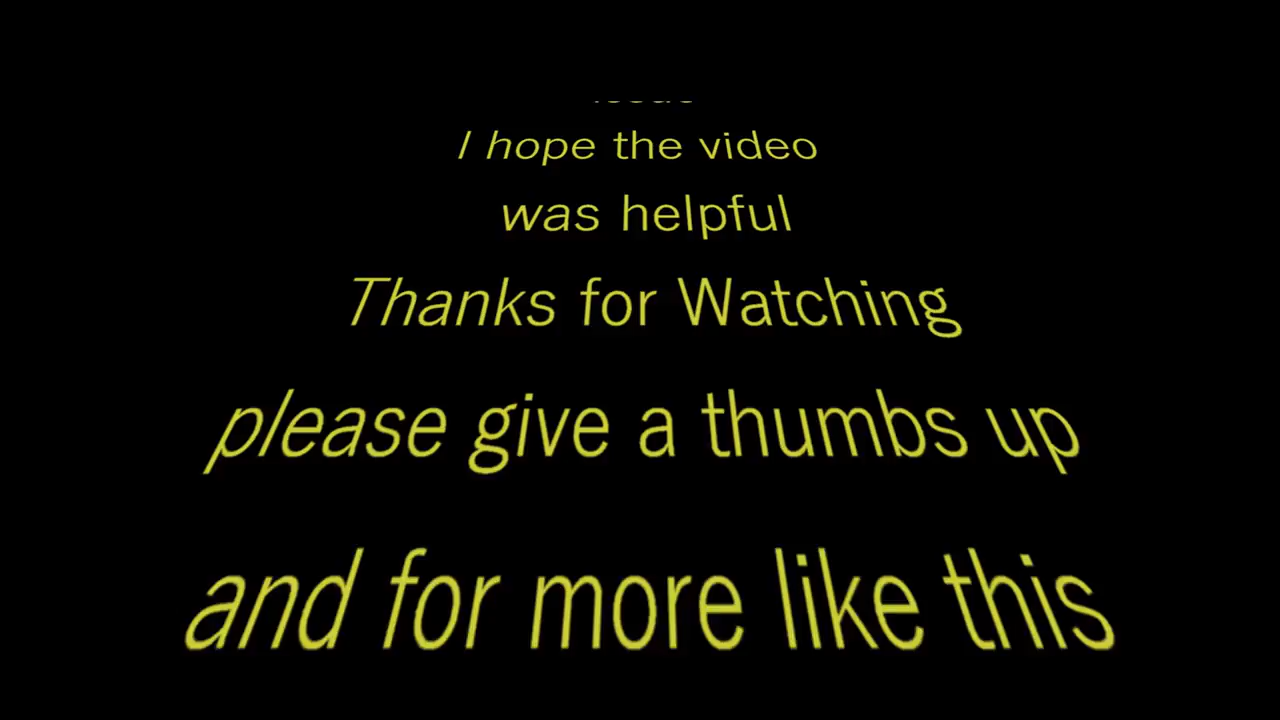 I hope the video
was helpful
Thanks for Watching
please give a thumbs up
and for more like this